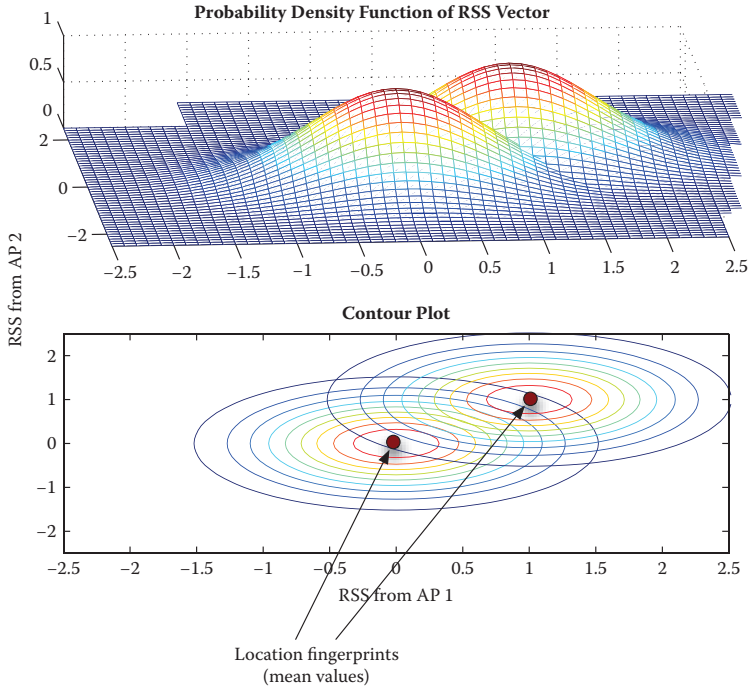 Probability Density Function of RSS Vector
1
0.5
0
2
0
−2
−2.5 −2 −1.5 −1 −0.5 0 0.5 1 1.5 2 2.5
RSS from AP 2
Contour Plot
2
1
0
−1
−2
−2.5 −2 −1.5 −1 −0.5 0 0.5 1 1.5 2 2.5
RSS from AP 1
Location fingerprints
(mean values)